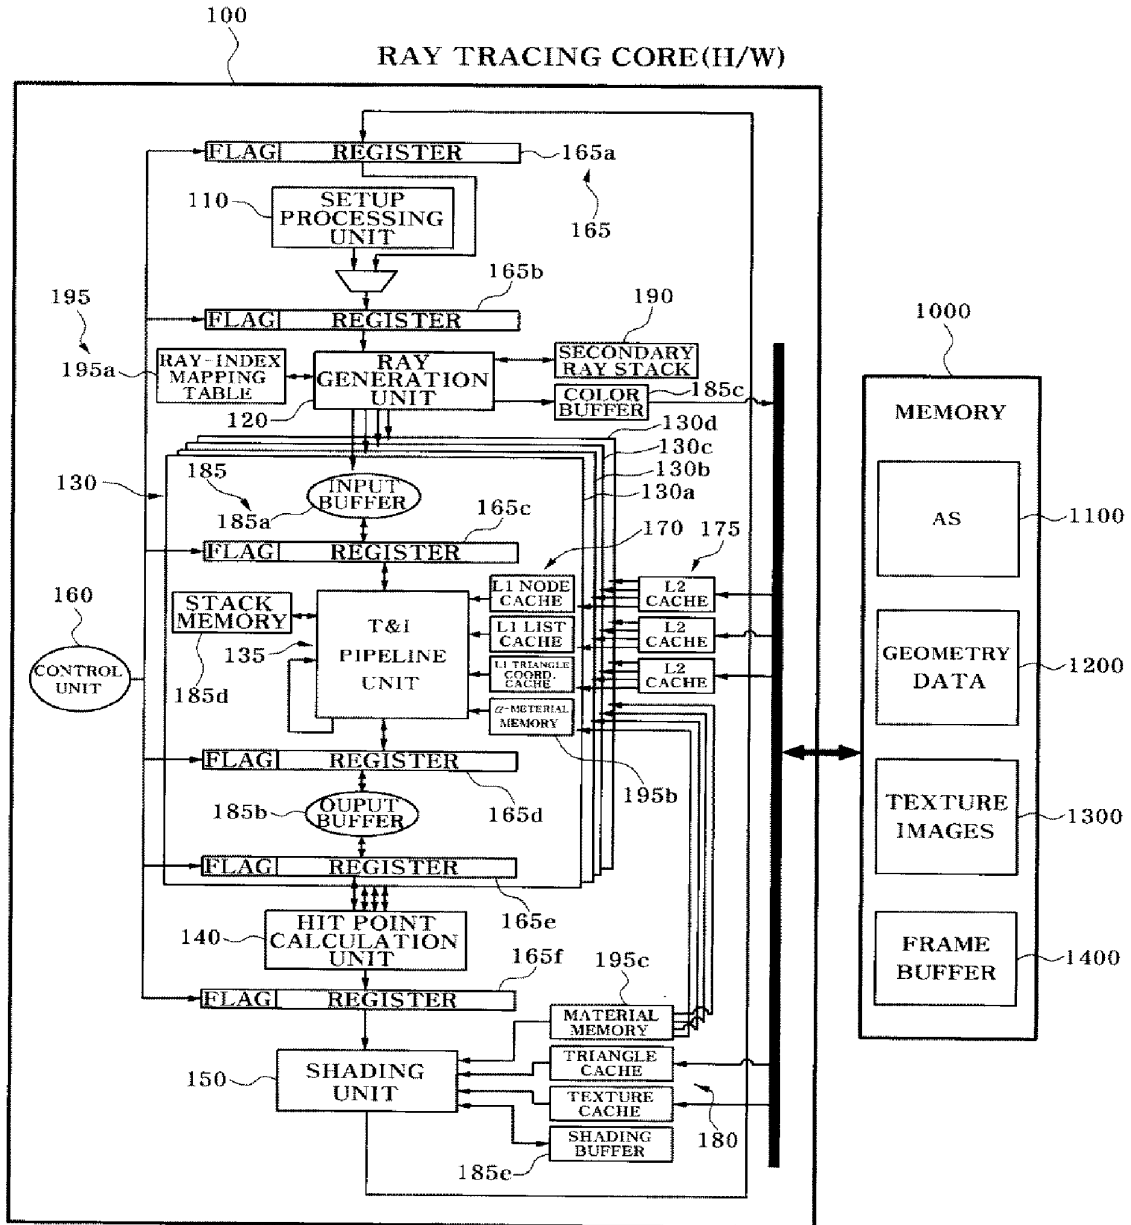 100
RAY TRACING CORE(H/W)
FLAG REGISTER
165a
165
110
SETUP
PROCESSING
UNIT
165b
FLAG REGISTER
195
195a
RAY-INDEX
MAPPING
TABLE
RAY
GENERATION
UNIT
120
190
SECONDARY
RAY STACK
COLOR
BUFFER
185c
130d
130c
130b
130a
130
185
185a
INPUT
BUFFER
165c
FLAG REGISTER
170
175
L1 NODE
CACHE
L1 LIST
CACHE
L1 TRIANGLE
COORD.
CACHE
α-METERIAL
MEMORY
195b
L2
CACHE
L2
CACHE
L2
CACHE
STACK
MEMORY
185d
135
T&I
PIPELINE
UNIT
160
CONTROL
UNIT
FLAG REGISTER
165d
185b
OUPUT
BUFFER
FLAG REGISTER
165e
140
HIT POINT
CALCULATION
UNIT
165f
FLAG REGISTER
195c
MATERIAL
MEMORY
150
SHADING
UNIT
TRIANGLE
CACHE
TEXTURE
CACHE
180
SHADING
BUFFER
185e
1000
MEMORY
AS
1100
GEOMETRY
DATA
1200
TEXTURE
IMAGES
1300
FRAME
BUFFER
1400